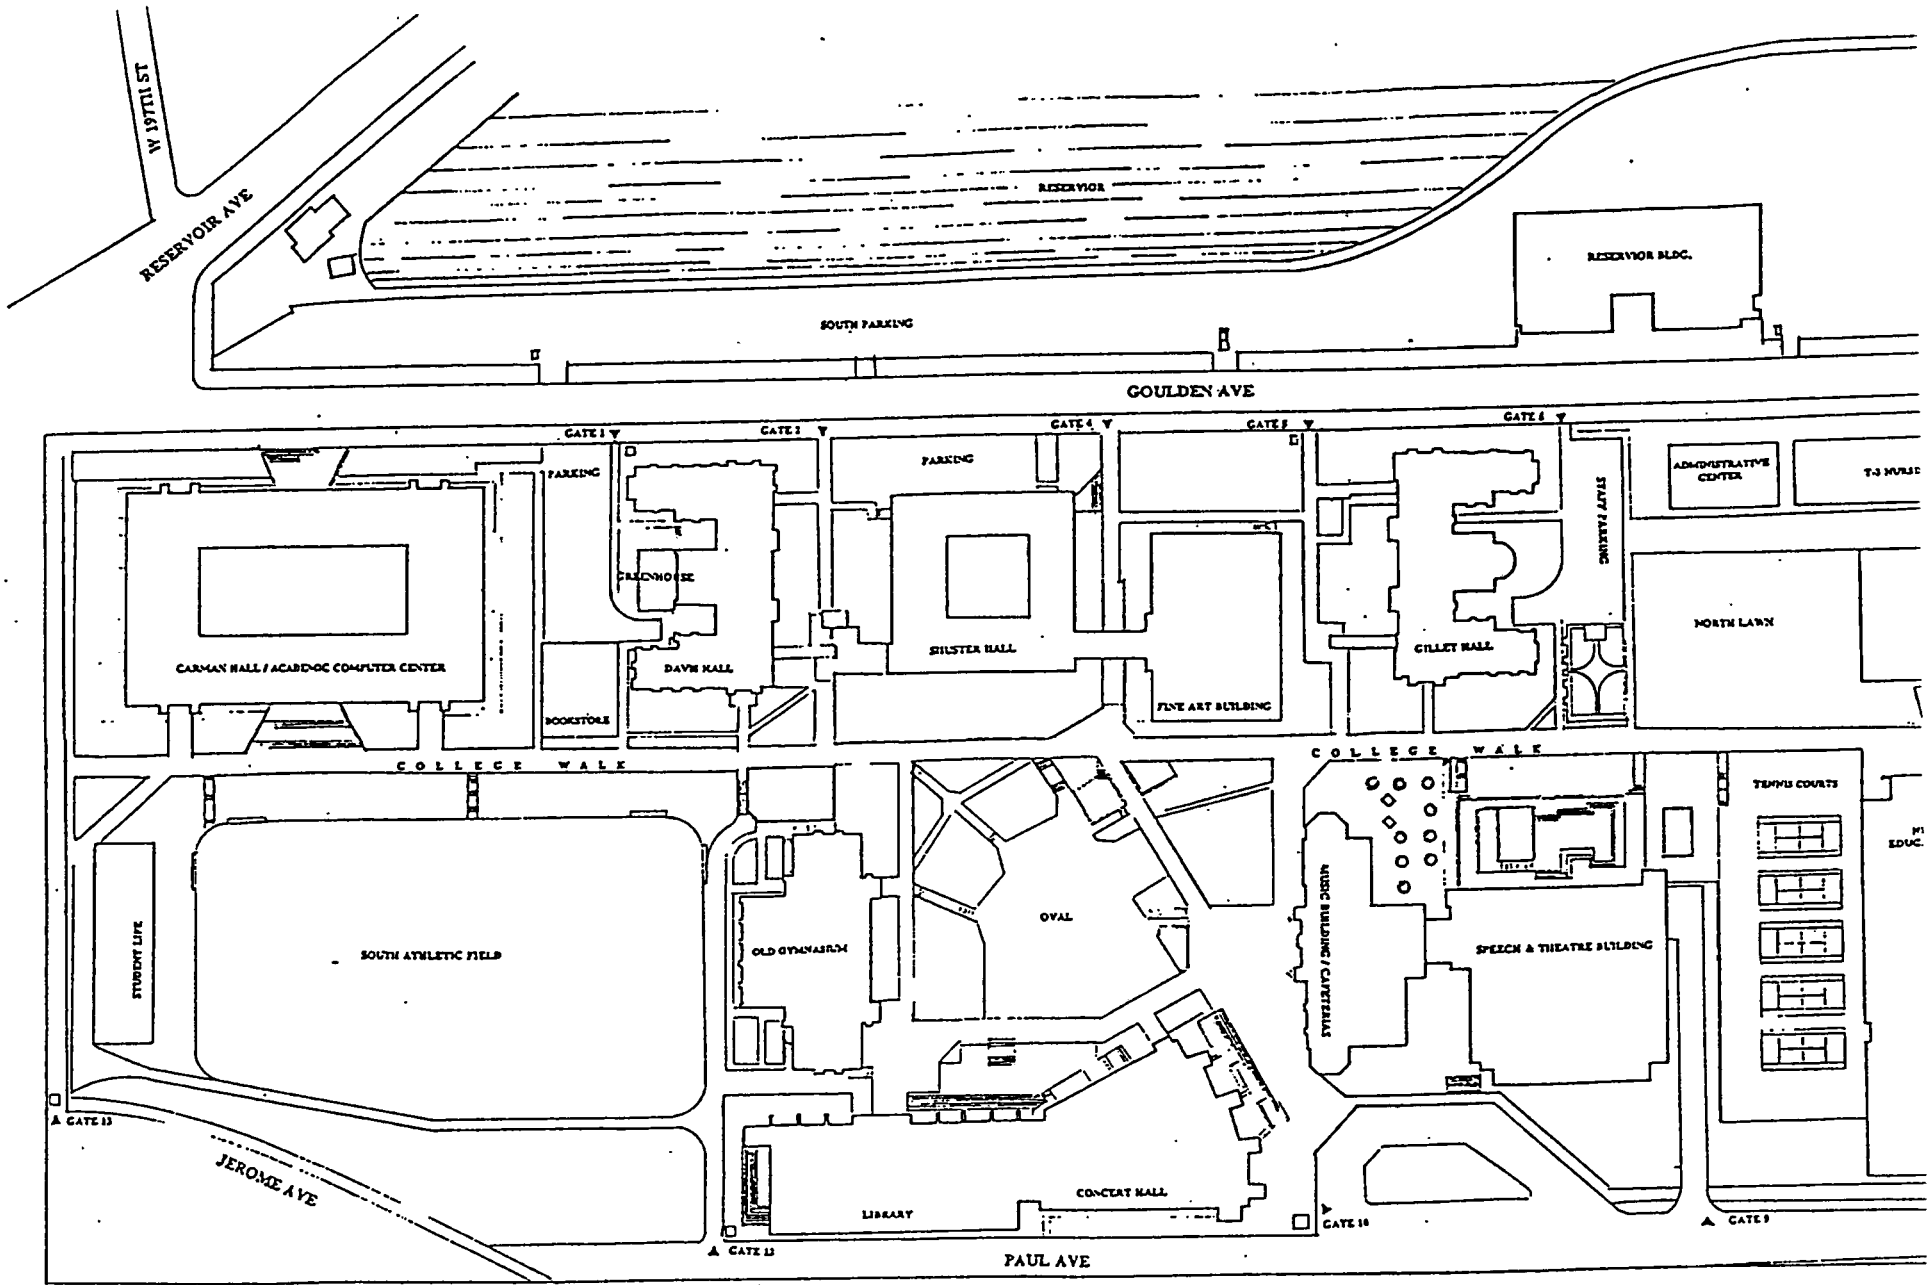 W 197TH ST
RESERVOIR AVE
RESERVIOR
RESERVIOR BLDG.
SOUTH PARKING
GOULDEN AVE
GATE 2
GATE 4
GATE 5
GATE 6
PARKING
PARKING
STAFF PARKING
ADMINISTRATIVE
CENTER
T-3 NURSE
GREENHOUSE
CARMAN HALL / ACADEMIC COMPUTER CENTER
DAVIS HALL
SHUSTER HALL
GILLET HALL
NORTH LAWN
BOOKSTORE
FINE ART BUILDING
COLLEGE WALK
COLLEGE WALK
TENNIS COURTS
EDUC.
STUDENT LIFE
SOUTH ATHLETIC FIELD
OLD GYMNASIUM
OVAL
MUSIC BUILDING / CAFETERIAS
SPEECH & THEATRE BUILDING
GATE 13
JEROME AVE
LIBRARY
CONCERT HALL
GATE 10
GATE 9
GATE 12
PAUL AVE